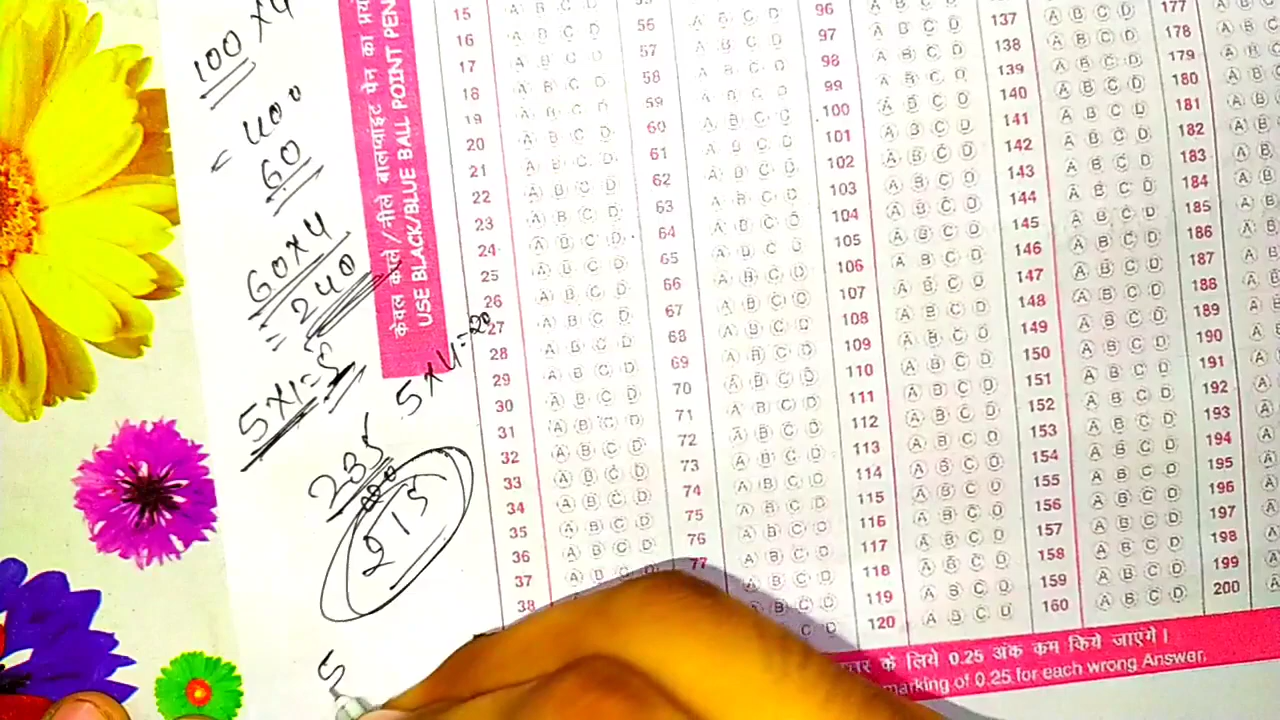 100 × 4
= 400
60
60×4
= 240
5×1=5
5×4=20
235
215
5
केवल काले / नीले बालप्वाइंट पेन का प्रयो
USE BLACK/BLUE BALL POINT PEN
15 A B C D 56 A B C D 96 A B C D 137 A B C D 177
16 A B C D 57 A B C D 97 A B C D 138 A B C D 178
17 A B C D 58 A B C D 98 A B C D 139 A B C D 179
18 A B C D 59 A B C D 99 A B C D 140 A B C D 180
19 A B C D 60 A B C D 100 A B C D 141 A B C D 181
20 A B C D 61 A B C D 101 A B C D 142 A B C D 182
21 A B C D 62 A B C D 102 A B C D 143 A B C D 183
22 A B C D 63 A B C D 103 A B C D 144 A B C D 184
23 A B C D 64 A B C D 104 A B C D 145 A B C D 185
24 A B C D 65 A B C D 105 A B C D 146 A B C D 186
25 A B C D 66 A B C D 106 A B C D 147 A B C D 187
26 A B C D 67 A B C D 107 A B C D 148 A B C D 188
27 A B C D 68 A B C D 108 A B C D 149 A B C D 189
28 A B C D 69 A B C D 109 A B C D 150 A B C D 190
29 A B C D 70 A B C D 110 A B C D 151 A B C D 191
30 A B C D 71 A B C D 111 A B C D 152 A B C D 192
31 A B C D 72 A B C D 112 A B C D 153 A B C D 193
32 A B C D 73 A B C D 113 A B C D 154 A B C D 194
33 A B C D 74 A B C D 114 A B C D 155 A B C D 195
34 A B C D 75 A B C D 115 A B C D 156 A B C D 196
35 A B C D 76 A B C D 116 A B C D 157 A B C D 197
36 A B C D 77 A B C D 117 A B C D 158 A B C D 198
37 A B C D 118 A B C D 159 A B C D 199
38 119 A B C D 160 A B C D 200
120 A B C D
के लिये 0.25 अंक कम किये जाएंगे।
marking of 0.25 for each wrong Answer.